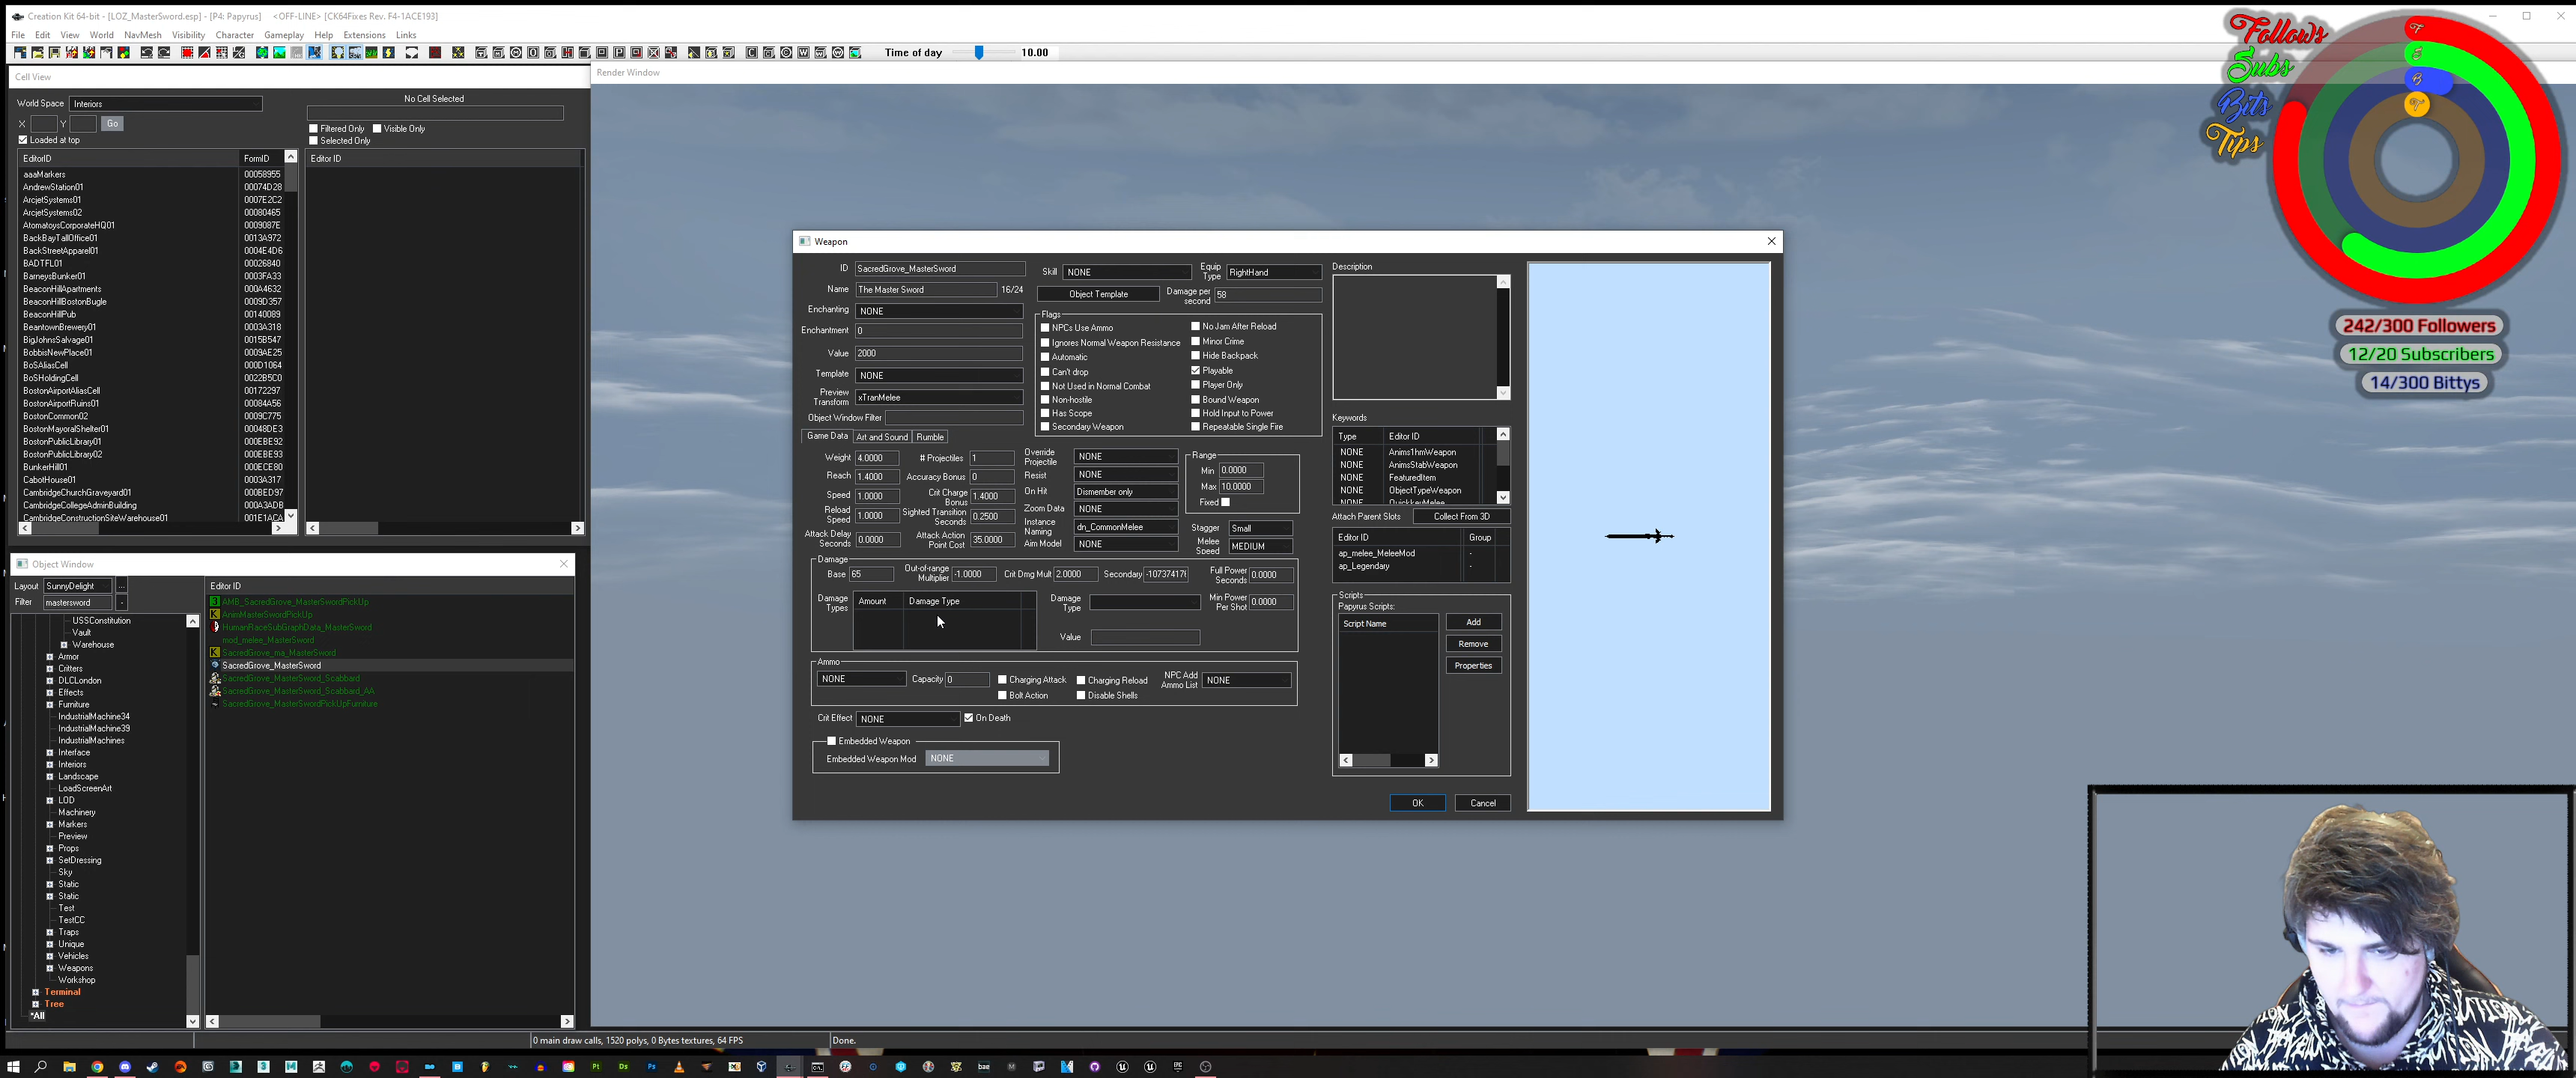 Creation Kit 64-bit - [LOZ_MasterSword.esp] - [P4: Papyrus] <OFF-LINE> [CK64Fixes Rev. F4-1ACE193]
File Edit View World NavMesh Visibility Character Gameplay Help Extensions Links
Time of day 10.00
Cell View
World Space Interiors
No Cell Selected
X Y Go
Filtered Only Visible Only
Loaded at top
Selected Only
EditorID FormID Editor ID
aaaMarkers 00058955
AndrewStation01 00074D28
ArcjetSystems01 0007E2C2
ArcjetSystems02 00080465
AtomatoysCorporateHQ01 0009087E
BackBayTallOffice01 0013A972
BackStreetApparel01 0004E4D6
BADTFL01 00026840
BarneysBunker01 0003FA33
BeaconHillApartments 000A4632
BeaconHillBostonBugle 0009D357
BeaconHillPub 00140089
BeantownBrewery01 0003A318
BigJohnsSalvage01 0015B547
BobbisNewPlace01 0009AE25
BoSAliasCell 000D1064
BoSHoldingCell 0022B5C0
BostonAirportAliasCell 00172297
BostonAirportRuins01 00084A56
BostonCommon02 0009C775
BostonMayoralShelter01 00048DE3
BostonPublicLibrary01 000EBE92
BostonPublicLibrary02 000EBE93
BunkerHill01 000ECE80
CabotHouse01 0003A317
CambridgeChurchGraveyard01 000BED97
CambridgeCollegeAdminBuilding 000A3ADB
CambridgeConstructionSiteWarehouse01 001E1ACA
Object Window
Layout SunnyDelight ...
Filter mastersword
Editor ID
AMB_SacredGrove_MasterSwordPickUp
AnimMasterSwordPickUp
HumanRaceSubGraphData_MasterSword
mod_melee_MasterSword
SacredGrove_ma_MasterSword
SacredGrove_MasterSword
SacredGrove_MasterSword_Scabbard
SacredGrove_MasterSword_Scabbard_AA
SacredGrove_MasterSwordPickUpFurniture
USSConstitution
Vault
Warehouse
Armor
Critters
DLCLondon
Effects
Furniture
IndustrialMachine34
IndustrialMachine39
IndustrialMachines
Interface
Interiors
Landscape
LoadScreenArt
LOD
Machinery
Markers
Preview
Props
SetDressing
Sky
Static
Static
Test
TestCC
Traps
Unique
Vehicles
Weapons
Workshop
Terminal
Tree
*All
Render Window
Weapon
ID SacredGrove_MasterSword
Name The Master Sword 16/24
Enchanting NONE
Enchantment 0
Value 2000
Template NONE
Preview Transform xTranMelee
Object Window Filter
Skill NONE Equip Type RightHand
Object Template Damage per second 58
Flags
NPCs Use Ammo
Ignores Normal Weapon Resistance
Automatic
Can't drop
Not Used in Normal Combat
Non-hostile
Has Scope
Secondary Weapon
No Jam After Reload
Minor Crime
Hide Backpack
Playable
Player Only
Bound Weapon
Hold Input to Power
Repeatable Single Fire
Game Data Art and Sound Rumble
Weight 4.0000 # Projectiles 1 Override Projectile NONE
Reach 1.4000 Accuracy Bonus 0 Resist NONE
Speed 1.0000 Crit Charge Bonus 1.4000 On Hit Dismember only
Reload Speed 1.0000 Sighted Transition Seconds 0.2500 Zoom Data NONE
Instance Naming dn_CommonMelee
Attack Delay Seconds 0.0000 Attack Action Point Cost 35.0000 Aim Model NONE
Range
Min 0.0000
Max 10.0000
Fixed
Stagger Small
Melee Speed MEDIUM
Damage
Base 65 Out-of-range Multiplier -1.0000 Crit Dmg Mult 2.0000 Secondary -10737417 Full Power Seconds 0.0000
Damage Types Amount Damage Type Damage Type Min Power Per Shot 0.0000
Value
Ammo
NONE Capacity 0 Charging Attack Charging Reload NPC Add Ammo List NONE
Bolt Action Disable Shells
Crit Effect NONE On Death
Embedded Weapon
Embedded Weapon Mod NONE
Description
Keywords
Type Editor ID
NONE Anims1hmWeapon
NONE AnimsStabWeapon
NONE FeaturedItem
NONE ObjectTypeWeapon
NONE QuickkeyMelee
Attach Parent Slots Collect From 3D
Editor ID Group
ap_melee_MeleeMod -
ap_Legendary -
Scripts
Papyrus Scripts:
Script Name Add
Remove
Properties
OK Cancel
0 main draw calls, 1520 polys, 0 Bytes textures, 64 FPS Done.
Follows
Subs
Bits
Tips
242/300 Followers
12/20 Subscribers
14/300 Bittys